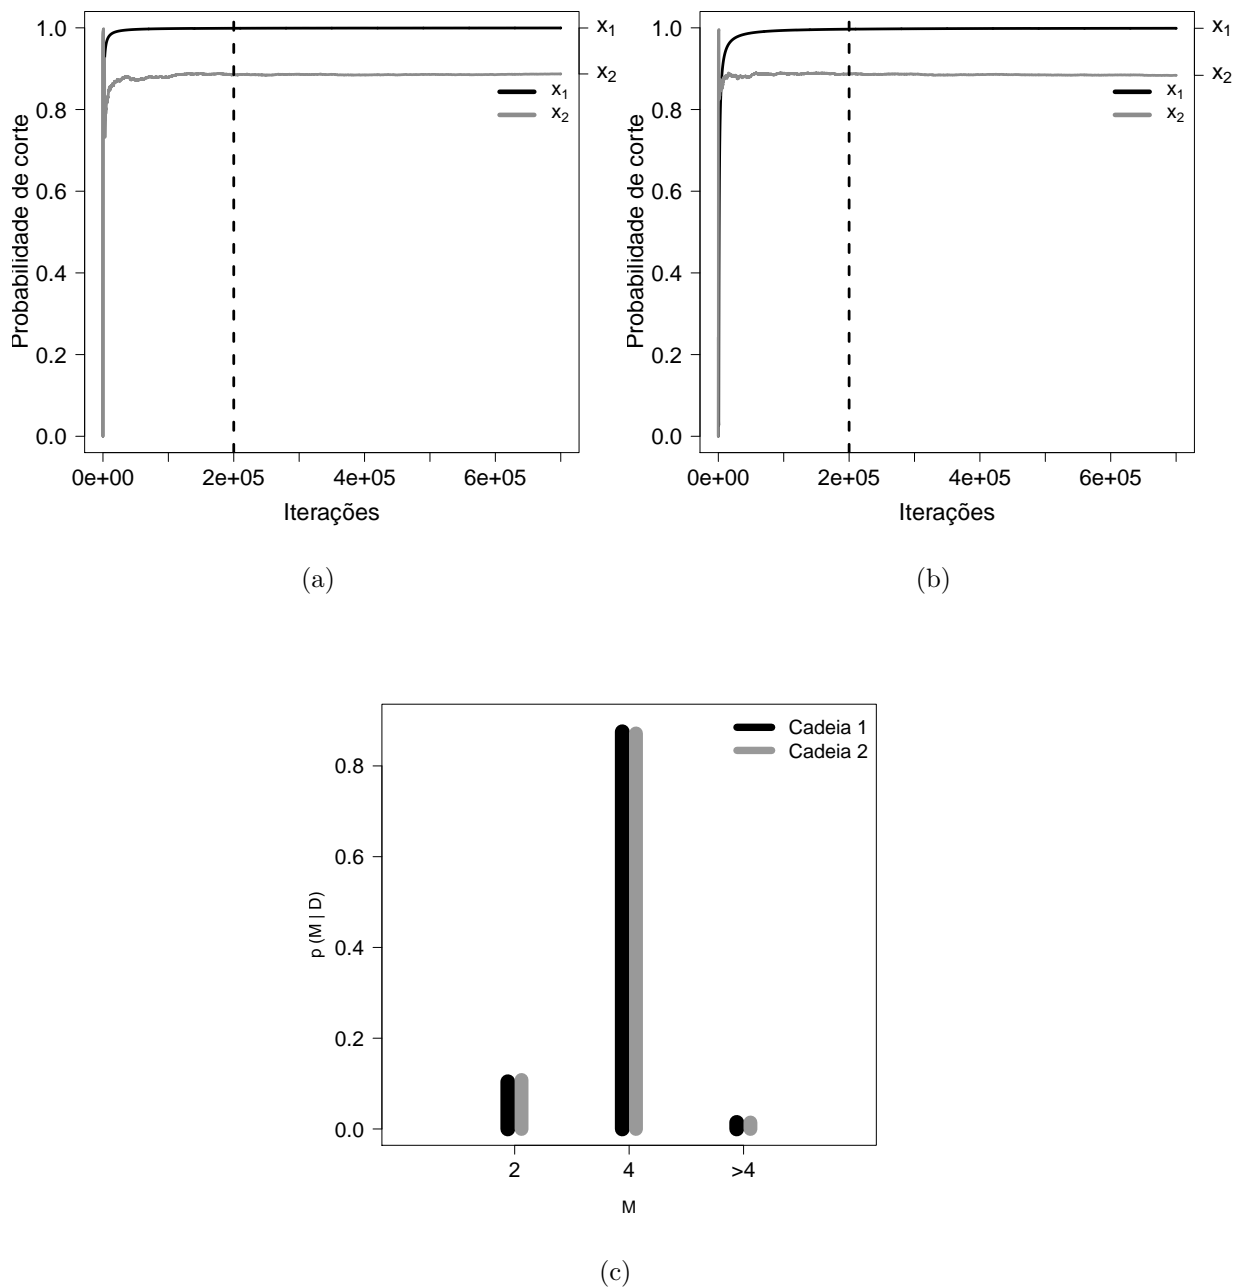 1.0
0.8
0.6
0.4
0.2
0.0
Probabilidade de corte
0e+00 2e+05 4e+05 6e+05
Iterações
x₁
x₂
x₁
x₂
(a)
1.0
0.8
0.6
0.4
0.2
0.0
Probabilidade de corte
0e+00 2e+05 4e+05 6e+05
Iterações
x₁
x₂
x₁
x₂
(b)
Cadeia 1
Cadeia 2
0.8
0.6
0.4
0.2
0.0
p (M | D)
2 4 >4
M
(c)